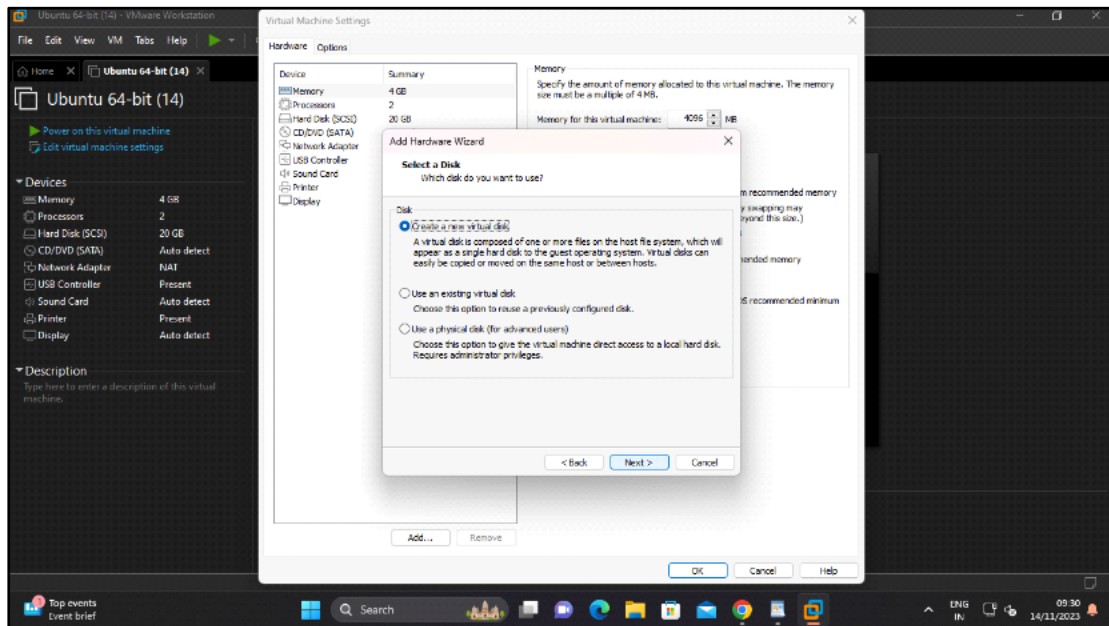 Ubuntu 64-bit (14) - VMware Workstation
File Edit View VM Tabs Help
Home
Ubuntu 64-bit (14)
Ubuntu 64-bit (14)
Power on this virtual machine
Edit virtual machine settings
Devices
Memory 4 GB
Processors 2
Hard Disk (SCSI) 20 GB
CD/DVD (SATA) Auto detect
Network Adapter NAT
USB Controller Present
Sound Card Auto detect
Printer Present
Display Auto detect
Description
Type here to enter a description of this virtual
machine.
Virtual Machine Settings
Hardware Options
Device Summary
Memory 4 GB
Processors 2
Hard Disk (SCSI) 20 GB
CD/DVD (SATA)
Network Adapter
USB Controller
Sound Card
Printer
Display
Add... Remove
Memory
Specify the amount of memory allocated to this virtual machine. The memory
size must be a multiple of 4 MB.
Memory for this virtual machine: 4096 MB
m recommended memory
y swapping may
eyond this size.)
ended memory
S recommended minimum
Add Hardware Wizard
Select a Disk
Which disk do you want to use?
Disk
Create a new virtual disk
A virtual disk is composed of one or more files on the host file system, which will
appear as a single hard disk to the guest operating system. Virtual disks can
easily be copied or moved on the same host or between hosts.
Use an existing virtual disk
Choose this option to reuse a previously configured disk.
Use a physical disk (for advanced users)
Choose this option to give the virtual machine direct access to a local hard disk.
Requires administrator privileges.
< Back Next > Cancel
OK Cancel Help
Top events
Event brief
Search
ENG
IN
09:30
14/11/2023